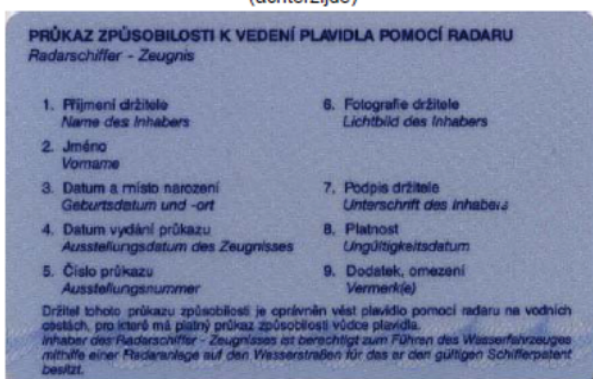 (achterzijde)
PRŮKAZ ZPŮSOBILOSTI K VEDENÍ PLAVIDLA POMOCÍ RADARU
Radarschiffer - Zeugnis
1. Příjmení držitele
Name des Inhabers
2. Jméno
Vorname
3. Datum a místo narození
Geburtsdatum und -ort
4. Datum vydání průkazu
Ausstellungsdatum des Zeugnisses
5. Číslo průkazu
Ausstellungsnummer
6. Fotografie držitele
Lichtbild des Inhabers
7. Podpis držitele
Unterschrift des Inhabers
8. Platnost
Ungültigkeitsdatum
9. Dodatek, omezení
Vermerk(e)
Držitel tohoto průkazu způsobilosti je oprávněn vést plavidlo pomocí radaru na vodních
cestách, pro které má platný průkaz způsobilosti vůdce plavidla.
Inhaber des Radarschiffer - Zeugnisses ist berechtigt zum Führen des Wasserfahrzeuges
mithilfe einer Radaranlage auf den Wasserstraßen für das er den gültigen Schifferpatent
besitzt.